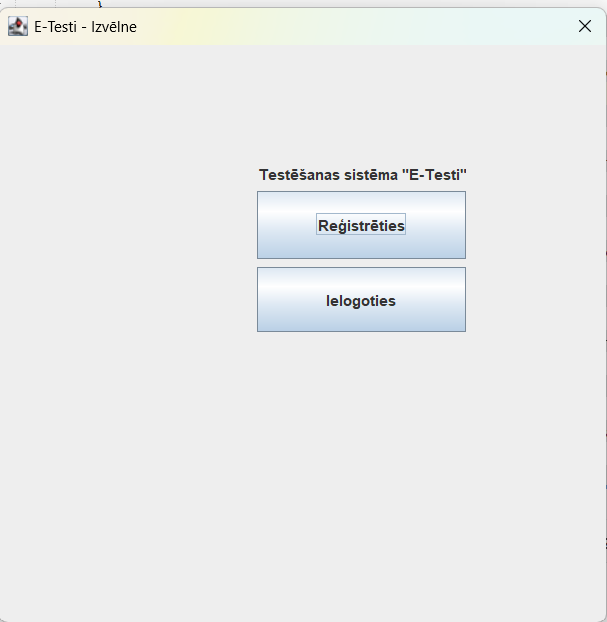 }
E-Testi - Izvēlne
Testēšanas sistēma "E-Testi"
Reģistrēties
Ielogoties